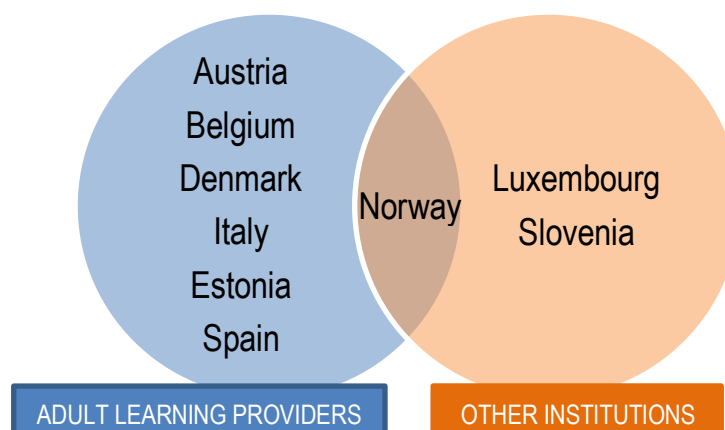 Austria
Belgium
Denmark
Italy
Estonia
Spain
Norway
Luxembourg
Slovenia
ADULT LEARNING PROVIDERS
OTHER INSTITUTIONS